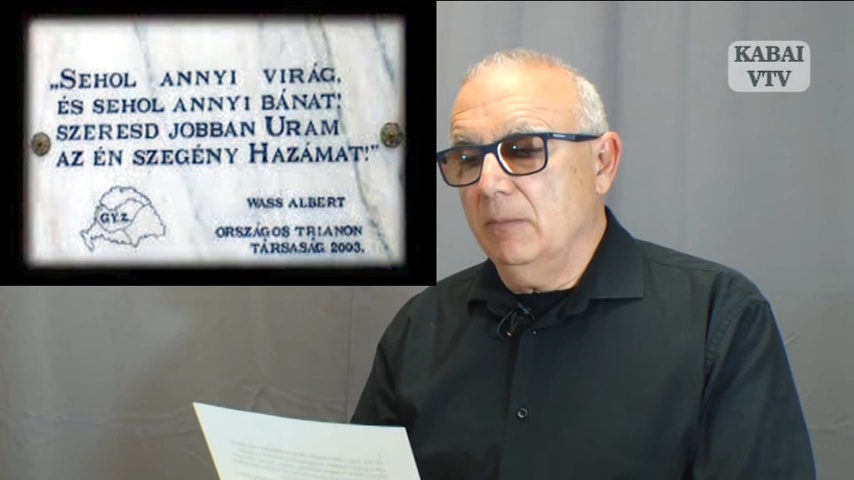 „SEHOL ANNYI VIRÁG,
ÉS SEHOL ANNYI BÁNAT!
SZERESD JOBBAN URAM
AZ ÉN SZEGÉNY HAZÁMAT!"
WASS ALBERT
GY.Z.
ORSZÁGOS TRIANON
TÁRSASÁG 2003.
KABAI
VTV